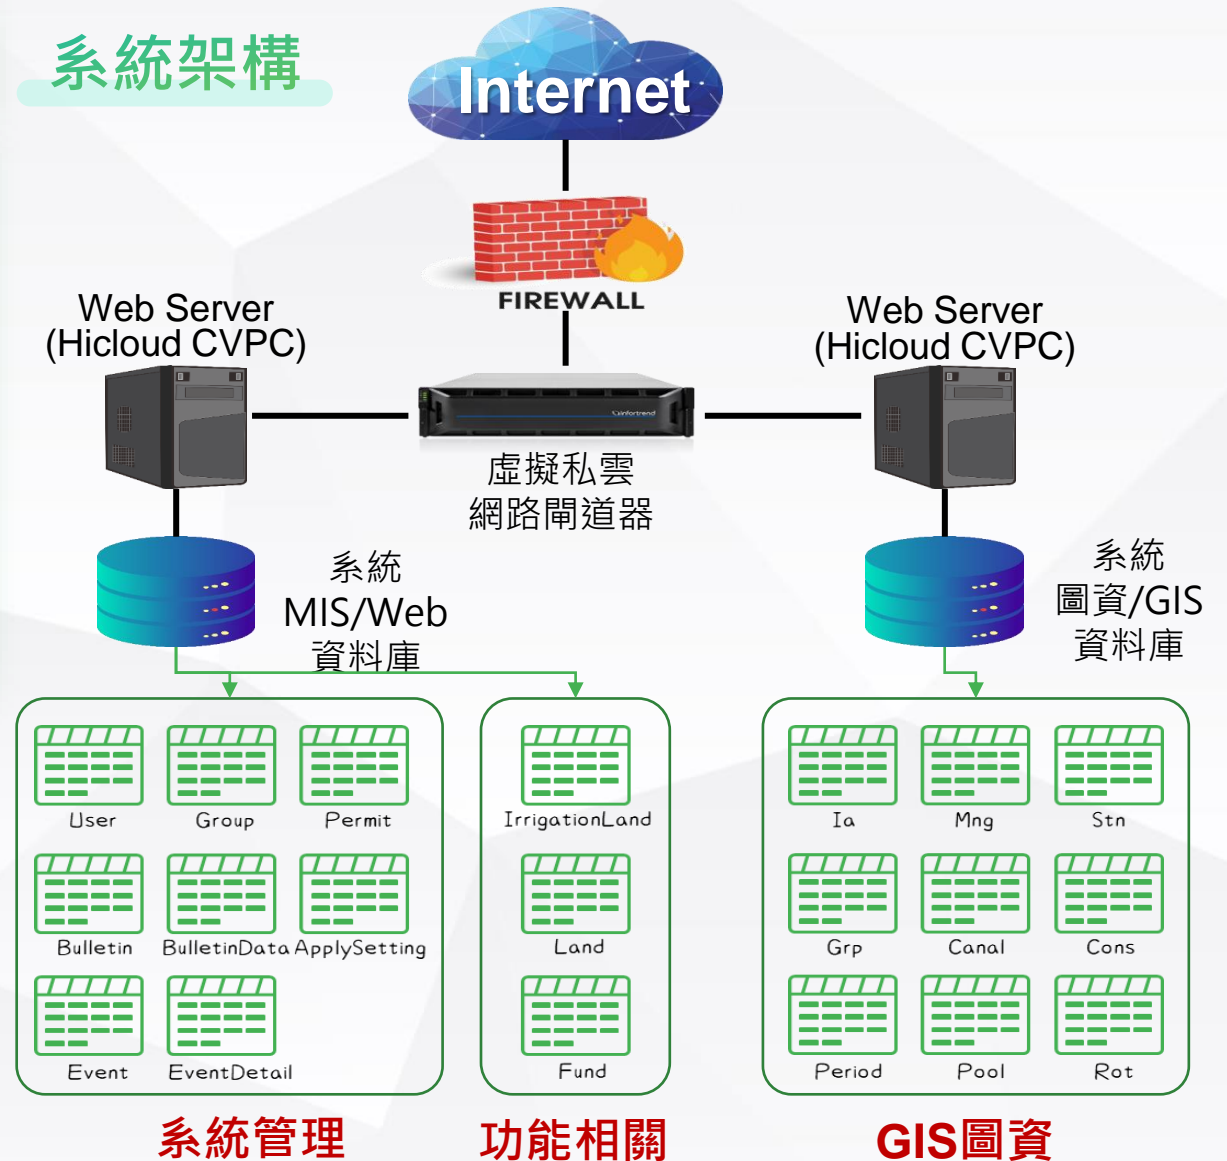 系統架構
Internet
FIREWALL
Web Server
(Hicloud CVPC)
Web Server
(Hicloud CVPC)
infortrend
虛擬私雲
網路閘道器
系統
MIS/Web
資料庫
系統
圖資/GIS
資料庫
User Group Permit
Bulletin BulletinData ApplySetting
Event EventDetail
IrrigationLand
Land
Fund
Ia Mng Stn
Grp Canal Cons
Period Pool Rot
系統管理
功能相關
GIS圖資